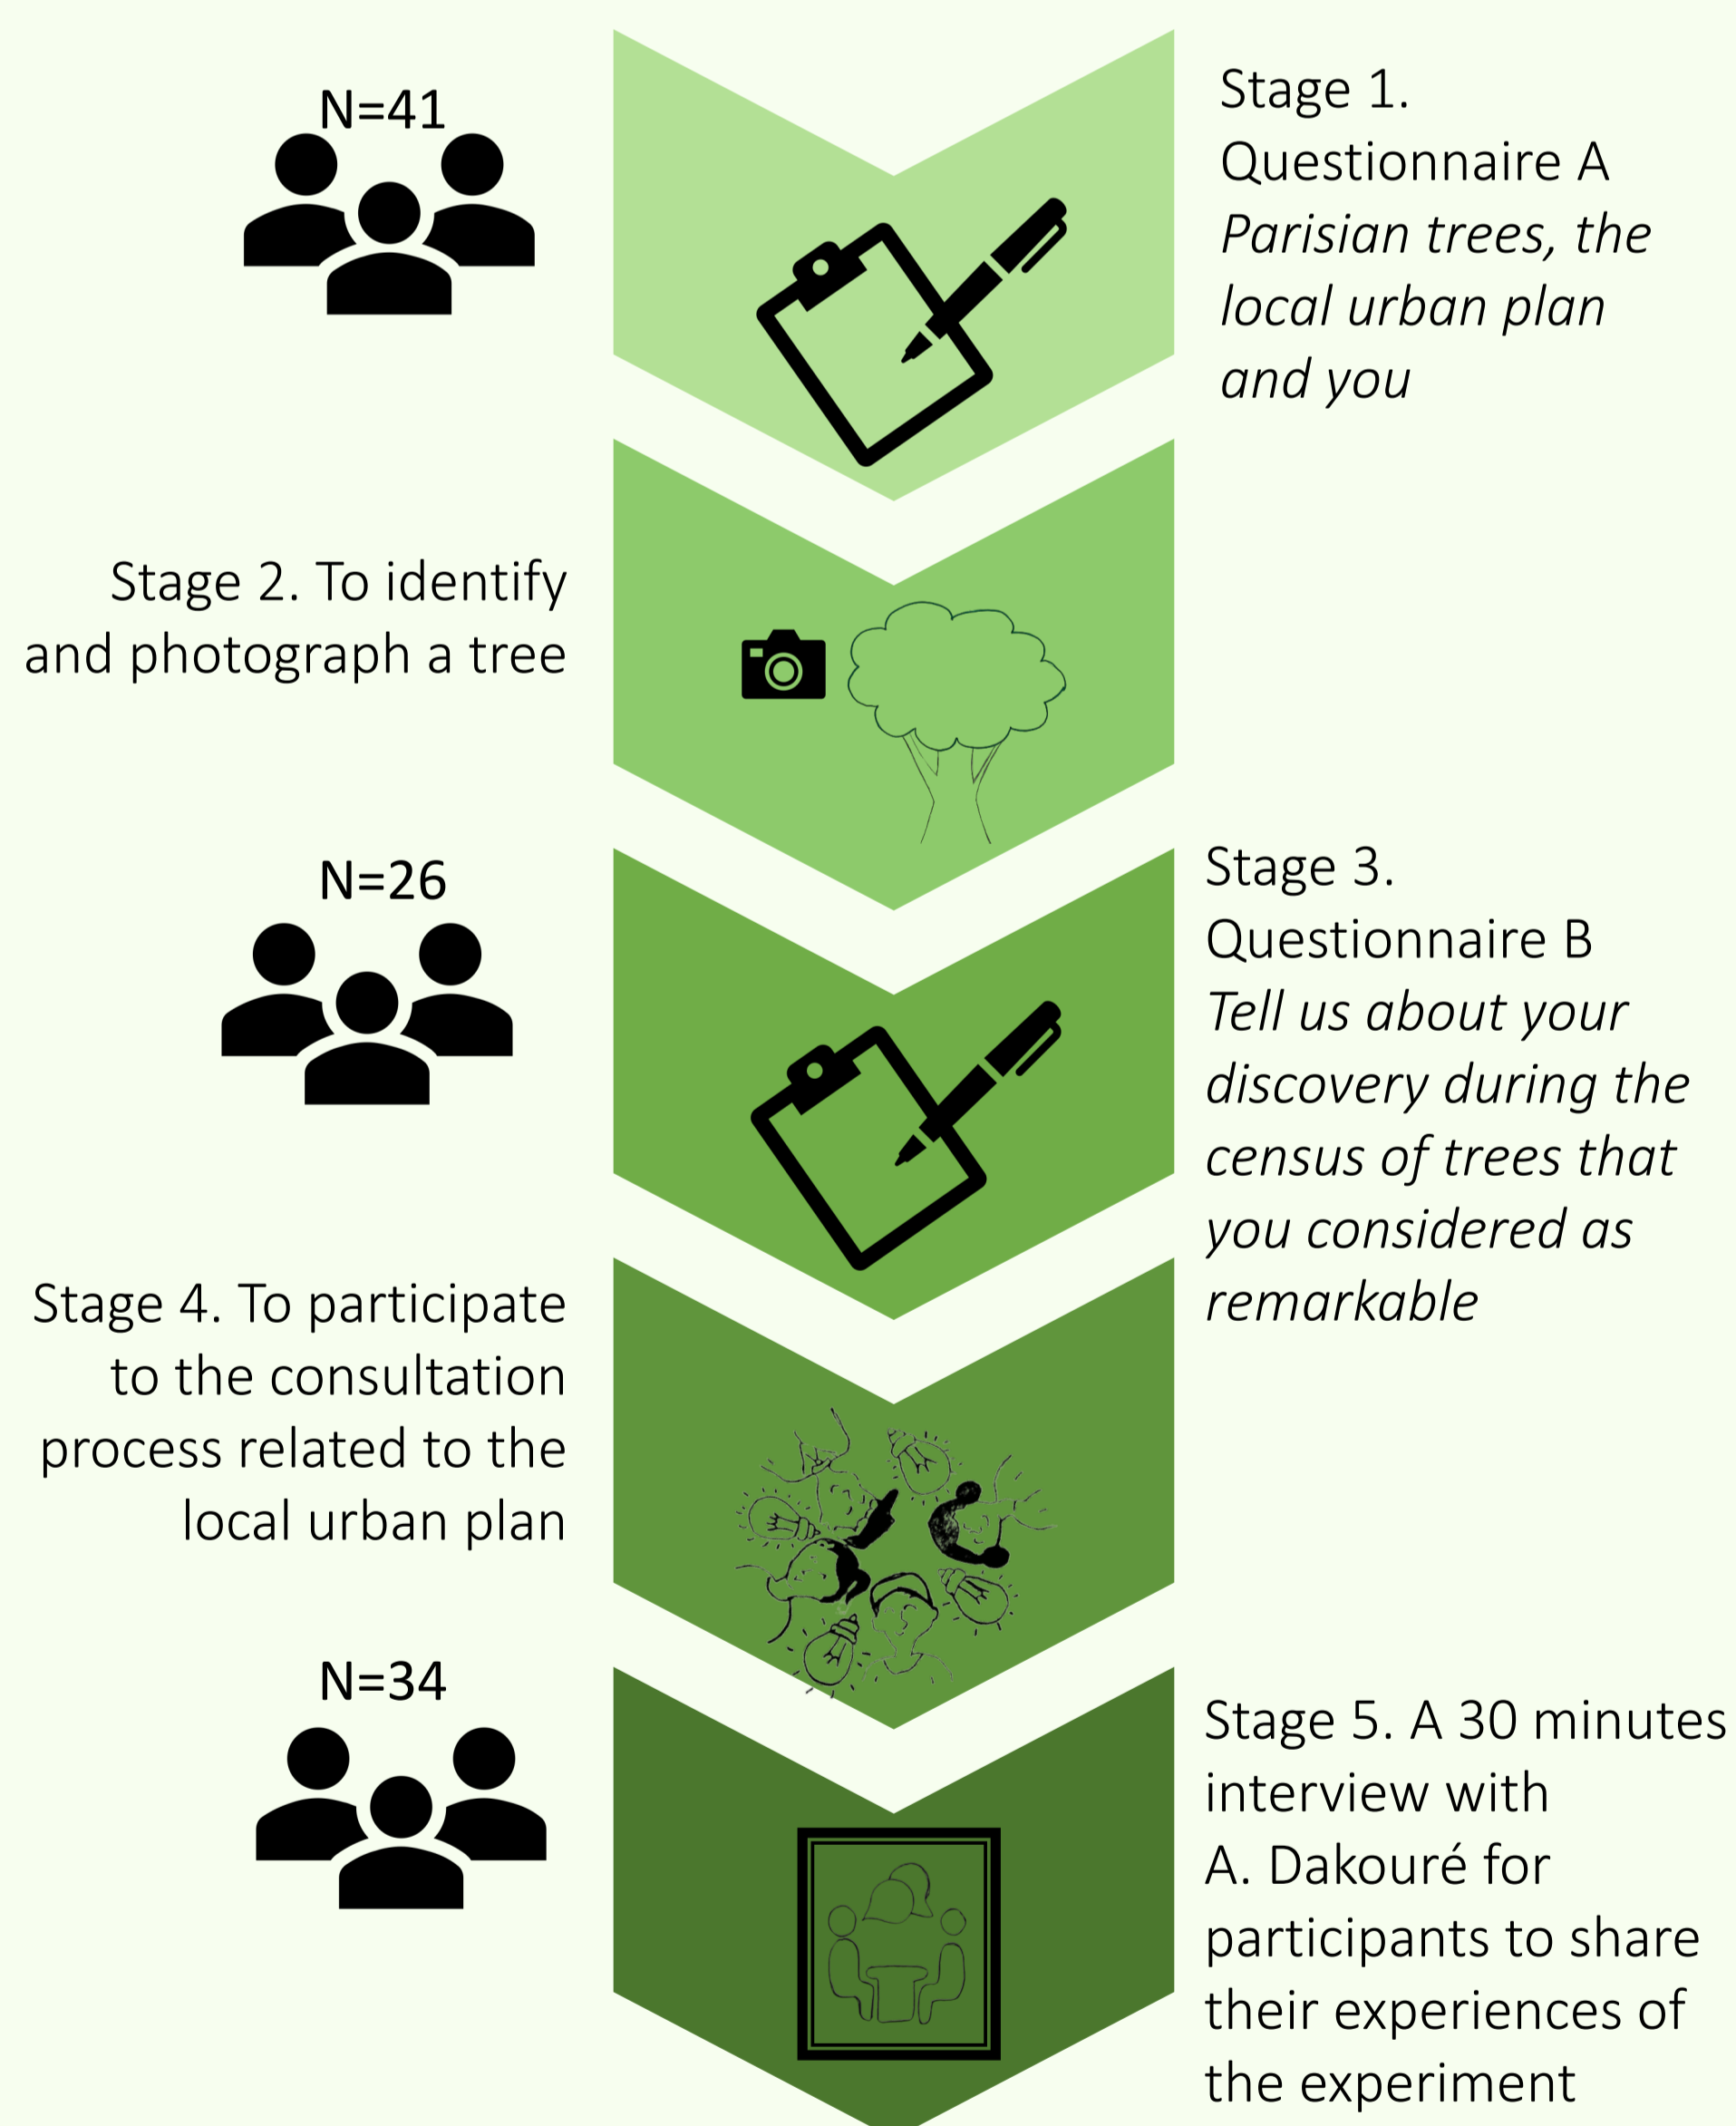 N=41
Stage 1.
Questionnaire A
Parisian trees, the
local urban plan
and you
Stage 2. To identify
and photograph a tree
N=26
Stage 3.
Questionnaire B
Tell us about your
discovery during the
census of trees that
you considered as
remarkable
Stage 4. To participate
to the consultation
process related to the
local urban plan
N=34
Stage 5. A 30 minutes
interview with
A. Dakouré for
participants to share
their experiences of
the experiment